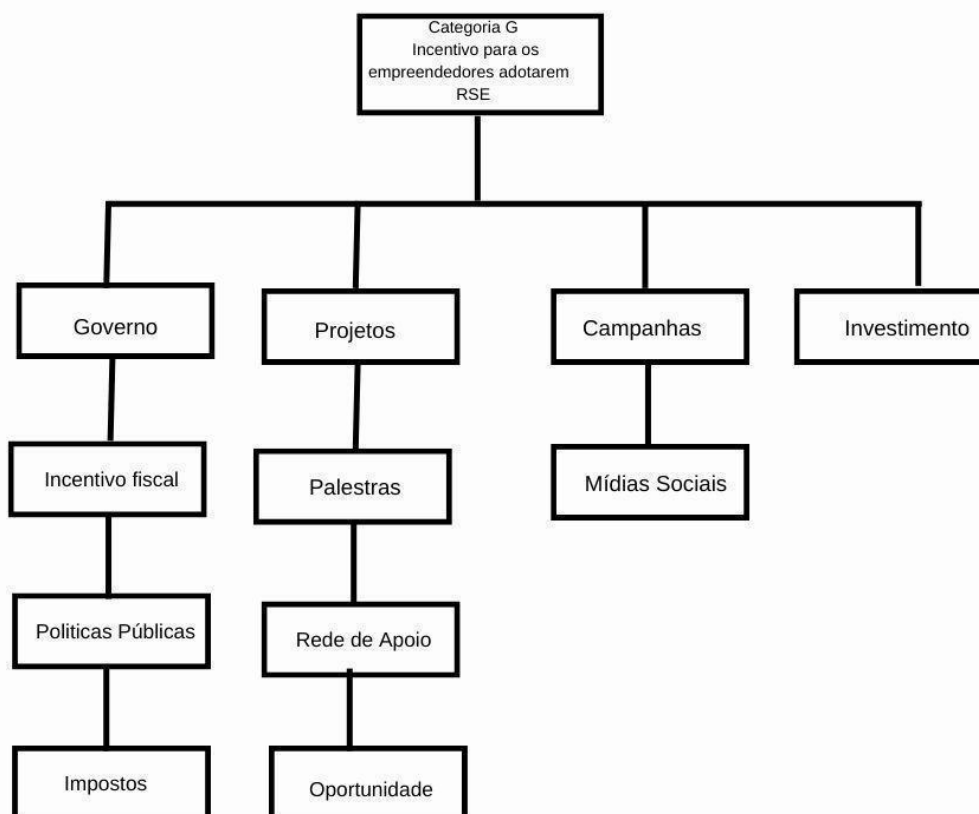 Categoria G
Incentivo para os
empreendedores adotarem
RSE
Governo
Projetos
Campanhas
Investimento
Incentivo fiscal
Palestras
Mídias Sociais
Politicas Públicas
Rede de Apoio
Impostos
Oportunidade